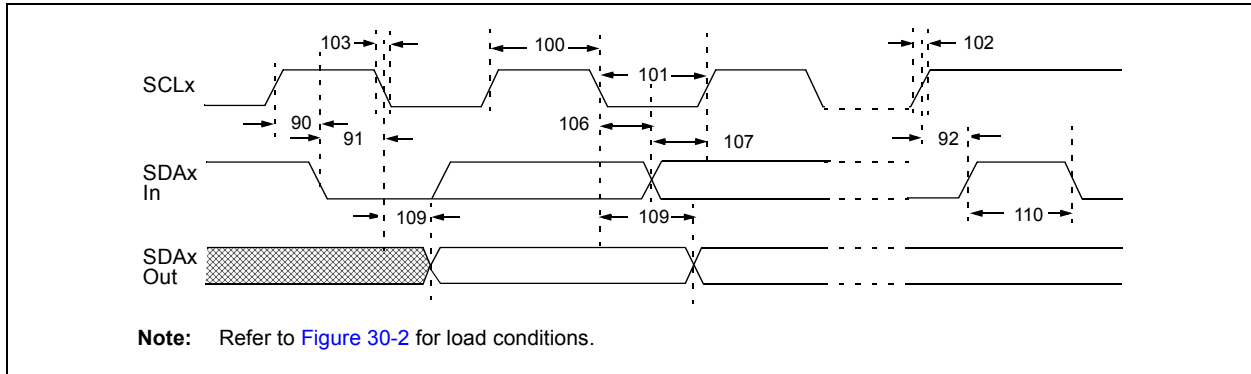 103
100
102
SCLx
101
90
106
91
107
92
SDAx
In
109
109
110
SDAx
Out
Note: Refer to Figure 30-2 for load conditions.